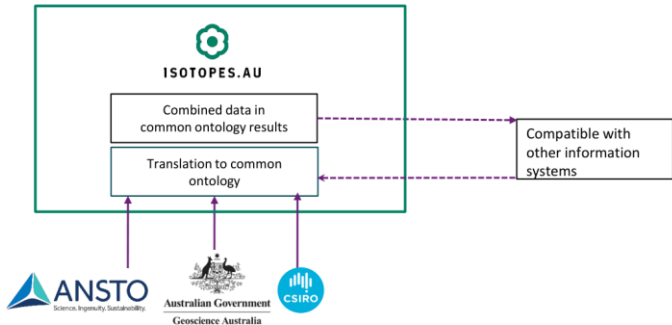 ISOTOPES.AU
Combined data in
common ontology results
Translation to common
ontology
Compatible with
other information
systems
ANSTO
Science. Ingenuity. Sustainability.
Australian Government
Geoscience Australia
CSIRO